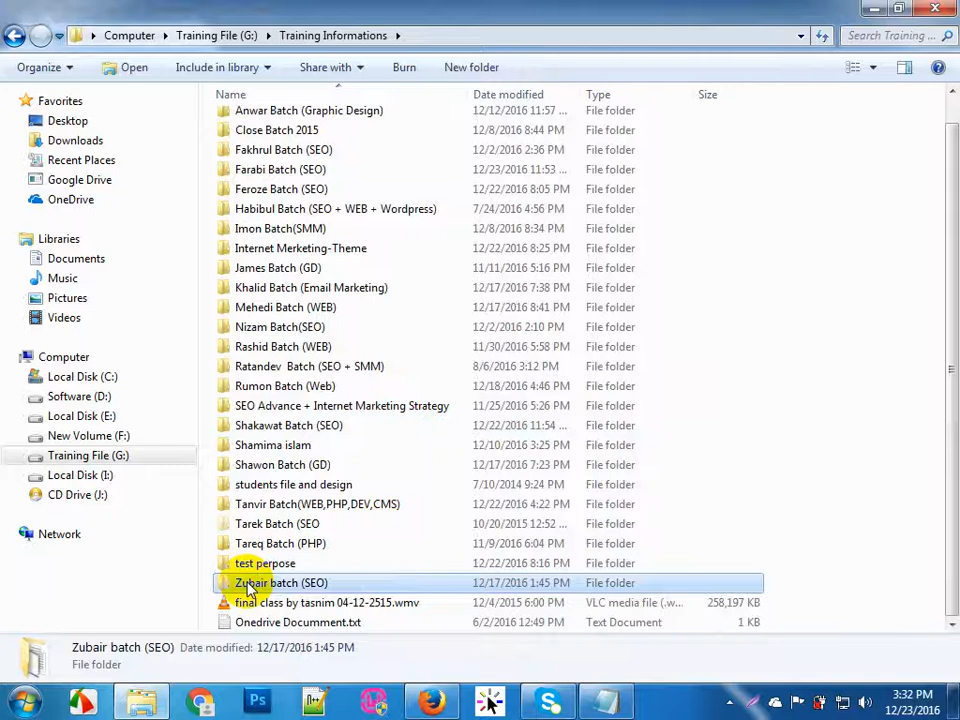 Computer Training File (G:) Training Informations Search Training ...
Organize Open Include in library Share with Burn New folder
Name Date modified Type Size
Favorites
Desktop
Downloads
Recent Places
Google Drive
OneDrive
Libraries
Documents
Music
Pictures
Videos
Computer
Local Disk (C:)
Software (D:)
Local Disk (E:)
New Volume (F:)
Training File (G:)
Local Disk (I:)
CD Drive (J:)
Network
Anwar Batch (Graphic Design) 12/12/2016 11:57 ... File folder
Close Batch 2015 12/8/2016 8:44 PM File folder
Fakhrul Batch (SEO) 12/2/2016 2:36 PM File folder
Farabi Batch (SEO) 12/23/2016 11:53 ... File folder
Feroze Batch (SEO) 12/22/2016 8:05 PM File folder
Habibul Batch (SEO + WEB + Wordpress) 7/24/2016 4:56 PM File folder
Imon Batch(SMM) 12/8/2016 8:34 PM File folder
Internet Merketing-Theme 12/22/2016 8:25 PM File folder
James Batch (GD) 11/11/2016 5:16 PM File folder
Khalid Batch (Email Marketing) 12/17/2016 7:38 PM File folder
Mehedi Batch (WEB) 12/17/2016 8:41 PM File folder
Nizam Batch(SEO) 12/2/2016 2:10 PM File folder
Rashid Batch (WEB) 11/30/2016 5:58 PM File folder
Ratandev Batch (SEO + SMM) 8/6/2016 3:12 PM File folder
Rumon Batch (Web) 12/18/2016 4:46 PM File folder
SEO Advance + Internet Marketing Strategy 11/25/2016 5:26 PM File folder
Shakawat Batch (SEO) 12/22/2016 11:54 ... File folder
Shamima islam 12/10/2016 3:25 PM File folder
Shawon Batch (GD) 12/17/2016 7:23 PM File folder
students file and design 7/10/2014 9:24 PM File folder
Tanvir Batch(WEB,PHP,DEV,CMS) 12/22/2016 4:22 PM File folder
Tarek Batch (SEO 10/20/2015 12:52 ... File folder
Tareq Batch (PHP) 11/9/2016 6:04 PM File folder
test perpose 12/22/2016 8:16 PM File folder
Zubair batch (SEO) 12/17/2016 1:45 PM File folder
final class by tasnim 04-12-2515.wmv 12/4/2015 6:00 PM VLC media file (.w... 258,197 KB
Onedrive Documment.txt 6/2/2016 12:49 PM Text Document 1 KB
Zubair batch (SEO) Date modified: 12/17/2016 1:45 PM
File folder
Ps
3:32 PM
12/23/2016